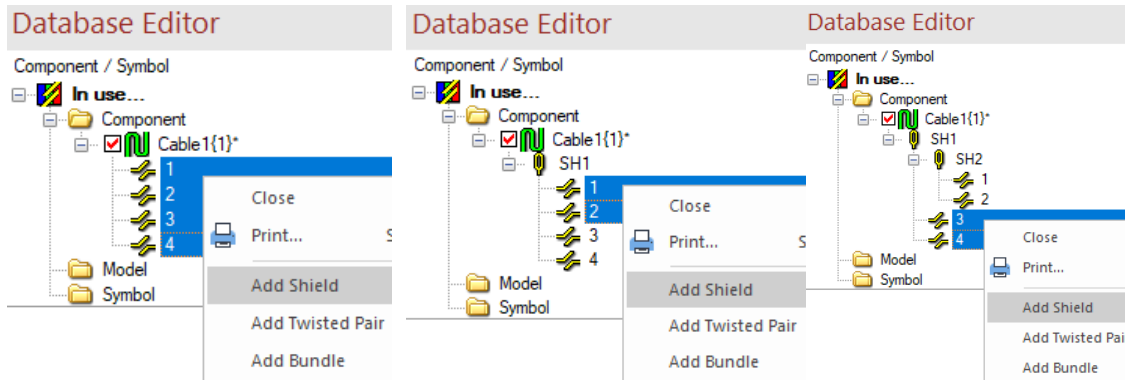 Database Editor
Component / Symbol
In use...
Component
Cable1{1}*
1
2
3
4
Model
Symbol
Close
Print...
S
Add Shield
Add Twisted Pair
Add Bundle
Database Editor
Component / Symbol
In use...
Component
Cable1{1}*
SH1
1
2
3
4
Model
Symbol
Close
Print...
S
Add Shield
Add Twisted Pair
Add Bundle
Database Editor
Component / Symbol
In use...
Component
Cable1{1}*
SH1
SH2
1
2
3
4
Model
Symbol
Close
Print...
Add Shield
Add Twisted Pai
Add Bundle